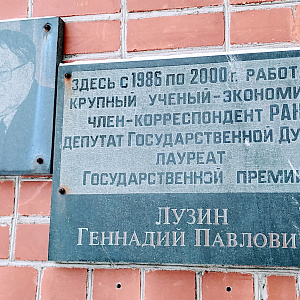 ЗДЕСЬ С 1986 ПО 2000 г. РАБОТ
КРУПНЫЙ УЧЕНЫЙ-ЭКОНОМИ
ЧЛЕН-КОРРЕСПОНДЕНТ РАН
ДЕПУТАТ ГОСУДАРСТВЕННОЙ ДУ
ЛАУРЕАТ
ГОСУДАРСТВЕННОЙ ПРЕМИ
ЛУЗИН
ГЕННАДИЙ ПАВЛОВИ